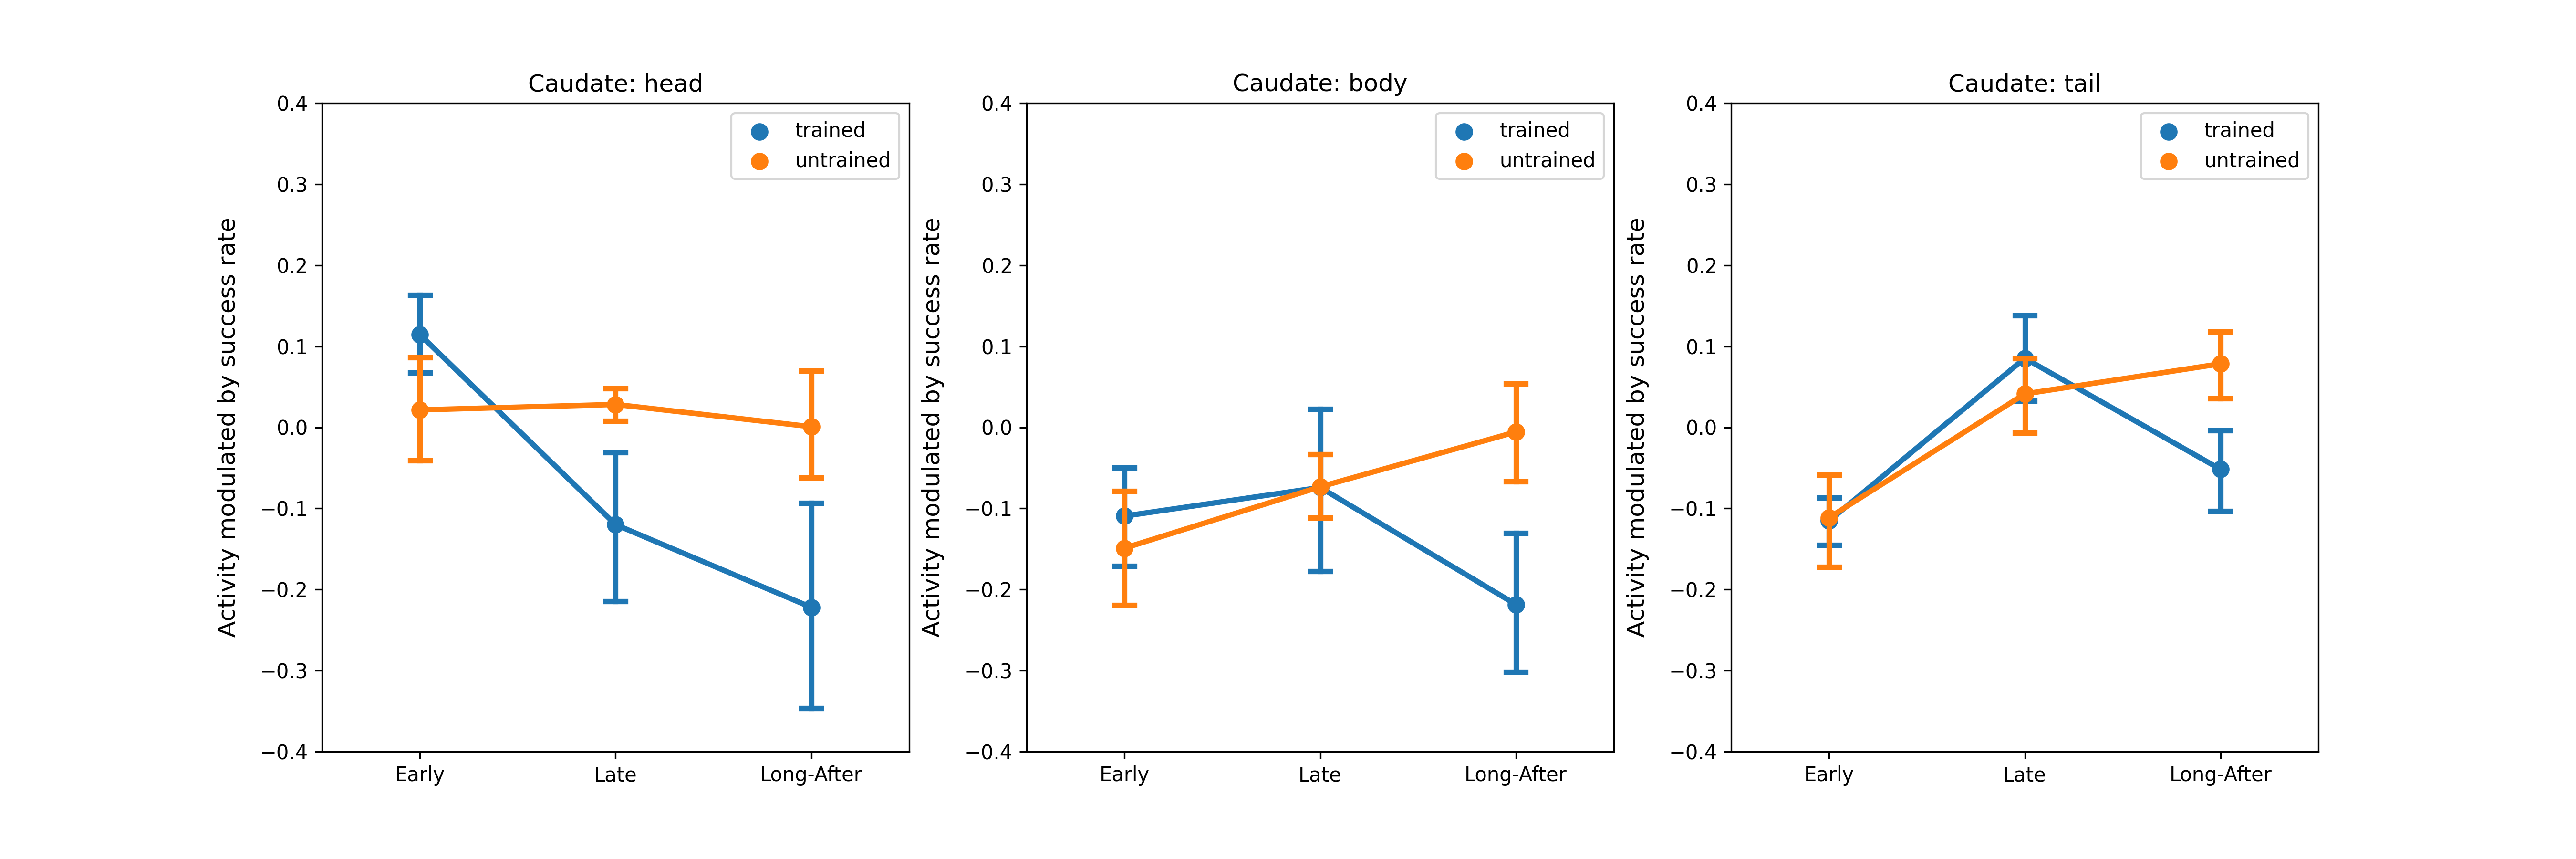 Caudate: head
Activity modulated by success rate
0.4
0.3
0.2
0.1
0.0
−0.1
−0.2
−0.3
−0.4
trained
untrained
Early Late Long-After
Caudate: body
Activity modulated by success rate
0.4
0.3
0.2
0.1
0.0
−0.1
−0.2
−0.3
−0.4
trained
untrained
Early Late Long-After
Caudate: tail
Activity modulated by success rate
0.4
0.3
0.2
0.1
0.0
−0.1
−0.2
−0.3
−0.4
trained
untrained
Early Late Long-After